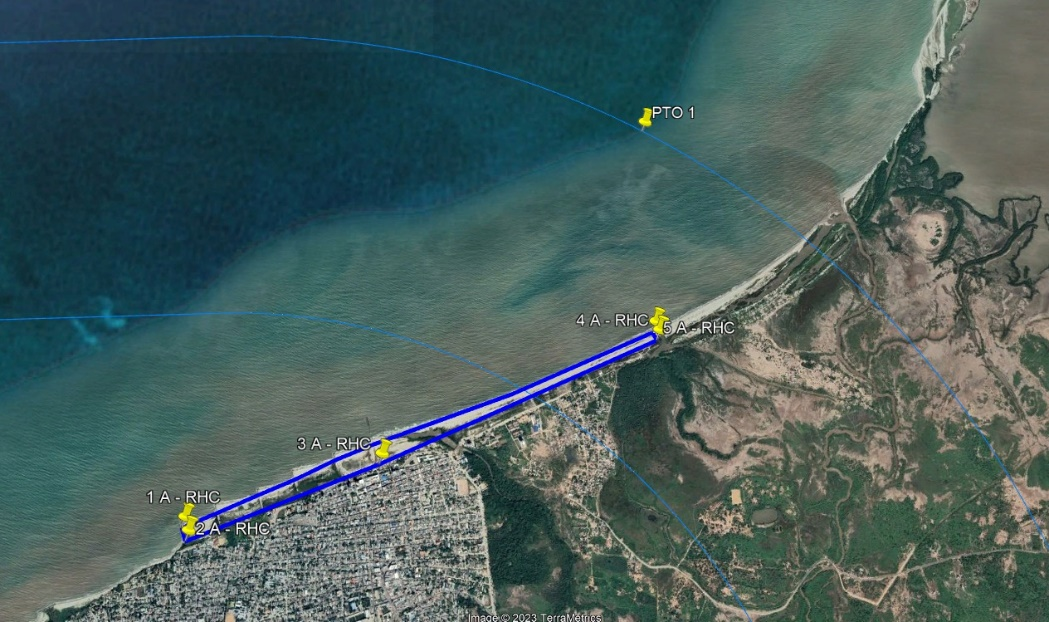 PTO 1
4 A - RHC
5 A - RHC
3 A - RHC
1 A - RHC
2 A - RHC
Image © 2023 TerraMetrics